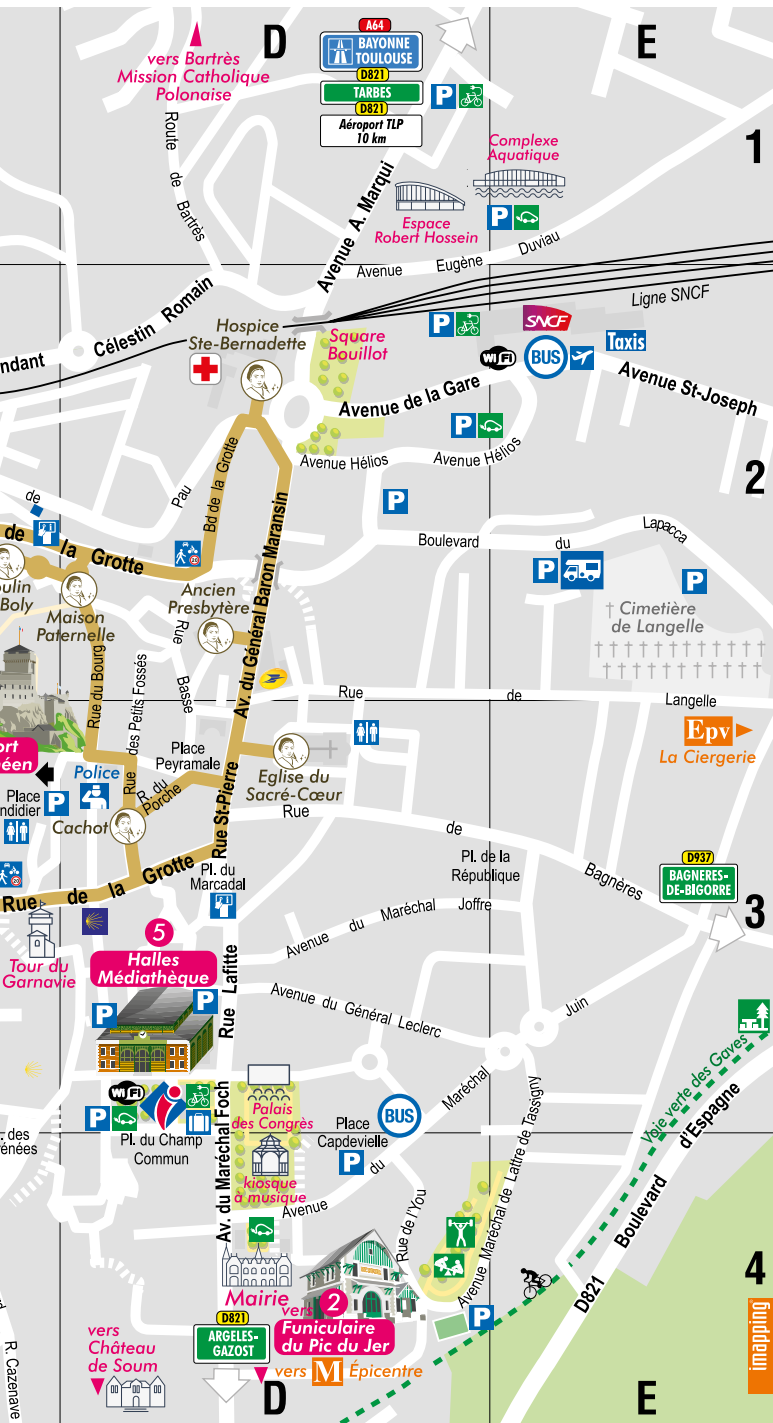 D
E
A64
BAYONNE
TOULOUSE
D821
TARBES
D821
Aéroport TLP
10 km
vers Bartrès
Mission Catholique
Polonaise
Route de Bartrès
P
Complexe
Aquatique
1
Avenue A. Marqui
Espace
Robert Hossein
P
Avenue Eugène Duviau
Ligne SNCF
Célestin Romain
ndant
Hospice
Ste-Bernadette
Square
Bouillot
P
SNCF
WiFi
BUS
Taxis
Avenue de la Gare
Avenue St-Joseph
P
Avenue Hélios
Avenue Hélios
2
Pau
Bd de la Grotte
de
P
de la Grotte
Boulevard du Lapacca
P
P
30
ulin
Boly
Maison
Paternelle
Ancien
Presbytère
Av. du Général Baron Maransin
† Cimetière
de Langelle
Rue Basse
Rue du Bourg
Rue des Petits Fossés
Rue de Langelle
ort
éen
Place
Peyramale
Epv
La Ciergerie
Police
R. du
Porche
Eglise du
Sacré-Cœur
Place
ndidier
P
Cachot
Rue St-Pierre
Rue de Bagnères
30
Rue de la Grotte
Pl. du
Marcadal
Pl. de la
République
D937
BAGNERES-
DE-BIGORRE
3
Tour du
Garnavie
5
Halles
Médiathèque
Avenue du Maréchal Joffre
Rue Lafitte
P
P
Avenue du Général Leclerc
Avenue du Maréchal Juin
WiFi
P
Pl. du Champ
Commun
. des
énées
Av. du Maréchal Foch
Palais
des Congrès
Place
Capdevielle
BUS
P
kiosque
à musique
Avenue Maréchal de Lattre de Tassigny
Voie verte des Gaves
Boulevard d'Espagne
Rue de l'You
Mairie
vers 2
Funiculaire
du Pic du Jer
P
D821
4
D821
ARGELES-
GAZOST
vers M Épicentre
vers
Château
de Soum
R. Cazenave
imapping
D
E